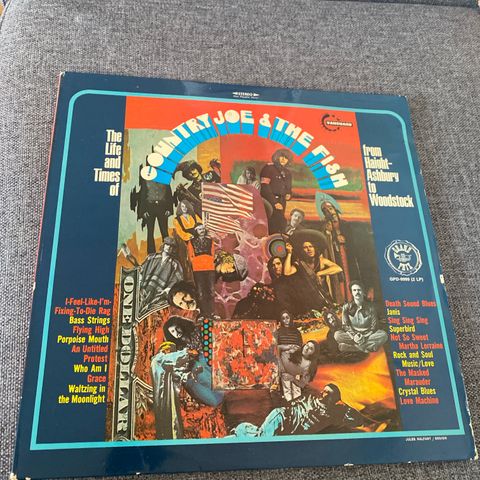 STEREO
The
Life
and
Times
of
COUNTRY JOE & THE FISH
VANGUARD
from
Haight-
Ashbury
to
Woodstock
I-Feel-Like-I'm-
Fixing-To-Die Rag
Bass Strings
Flying High
Porpoise Mouth
An Untitled
Protest
Who Am I
Grace
Waltzing in
the Moonlight
ONE DOLLAR
(2 LP)
Death Sound Blues
Janis
Sing Sing Sing
Superbird
Not So Sweet
Martha Lorraine
Rock and Soul
Music/Love
The Masked
Marauder
Crystal Blues
Love Machine
JULES HALFANT / DESIGN